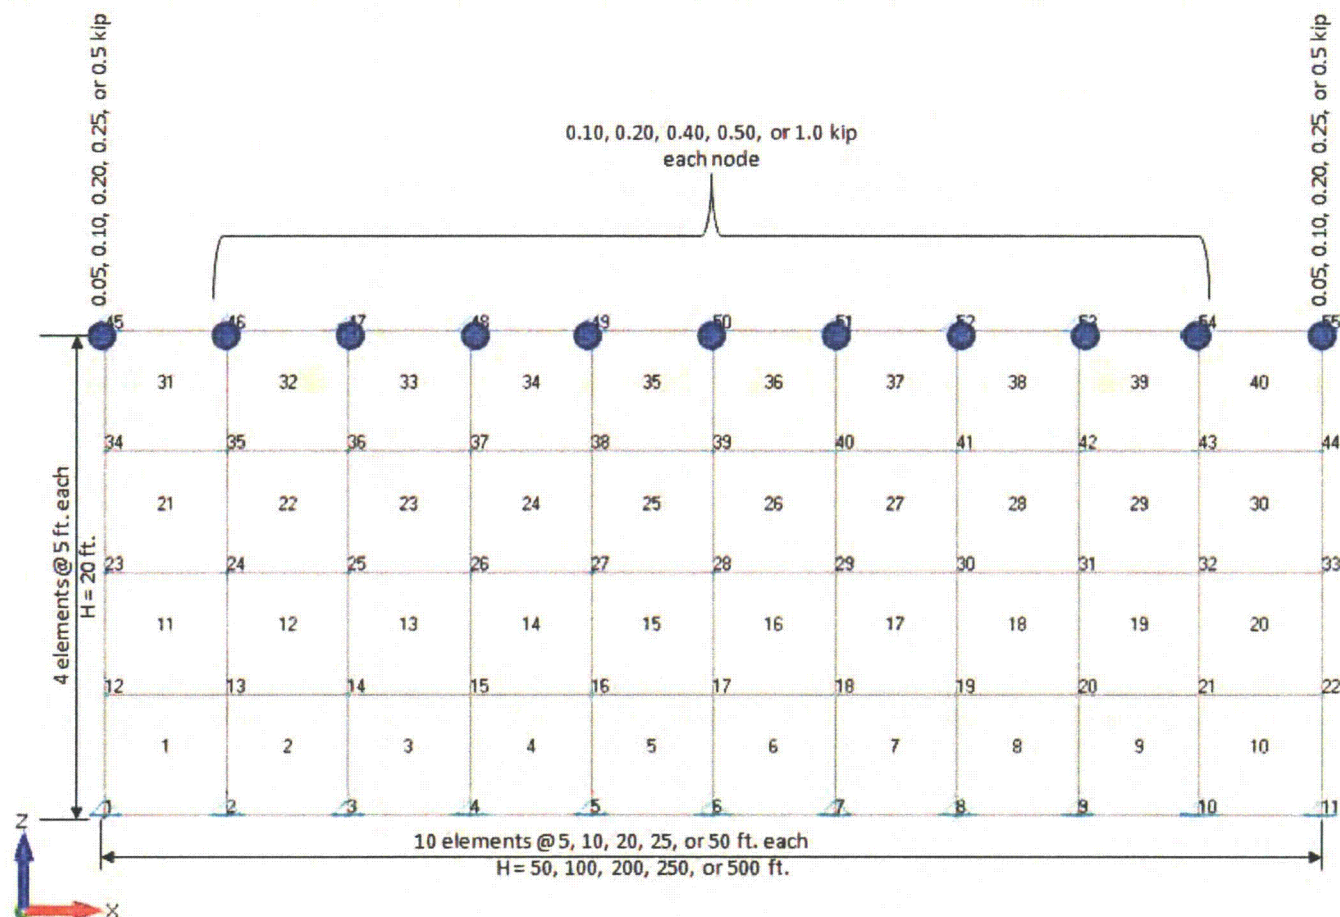 0.05, 0.10, 0.20, 0.25, or 0.5 kip
0.05, 0.10, 0.20, 0.25, or 0.5 kip
0.10, 0.20, 0.40, 0.50, or 1.0 kip
each node
45 46 47 48 49 50 51 52 53 54 55
31 32 33 34 35 36 37 38 39 40
34 35 36 37 38 39 40 41 42 43 44
21 22 23 24 25 26 27 28 29 30
4 elements @ 5 ft. each
H = 20 ft.
23 24 25 26 27 28 29 30 31 32 33
11 12 13 14 15 16 17 18 19 20
12 13 14 15 16 17 18 19 20 21 22
1 2 3 4 5 6 7 8 9 10
1 2 3 4 5 6 7 8 9 10 11
10 elements @ 5, 10, 20, 25, or 50 ft. each
H = 50, 100, 200, 250, or 500 ft.
Z
X